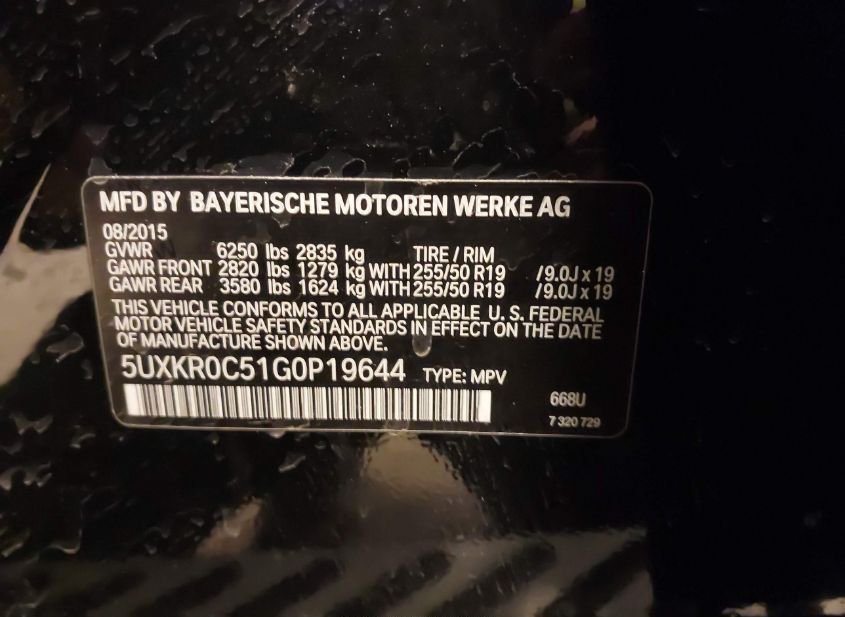 MFD BY BAYERISCHE MOTOREN WERKE AG
08/2015
GVWR 6250 lbs 2835 kg TIRE / RIM
GAWR FRONT 2820 lbs 1279 kg WITH 255/50 R19 /9.0J x 19
GAWR REAR 3580 lbs 1624 kg WITH 255/50 R19 /9.0J x 19
THIS VEHICLE CONFORMS TO ALL APPLICABLE U. S. FEDERAL
MOTOR VEHICLE SAFETY STANDARDS IN EFFECT ON THE DATE
OF MANUFACTURE SHOWN ABOVE.
5UXKR0C51G0P19644 TYPE: MPV
668U
7 320 729